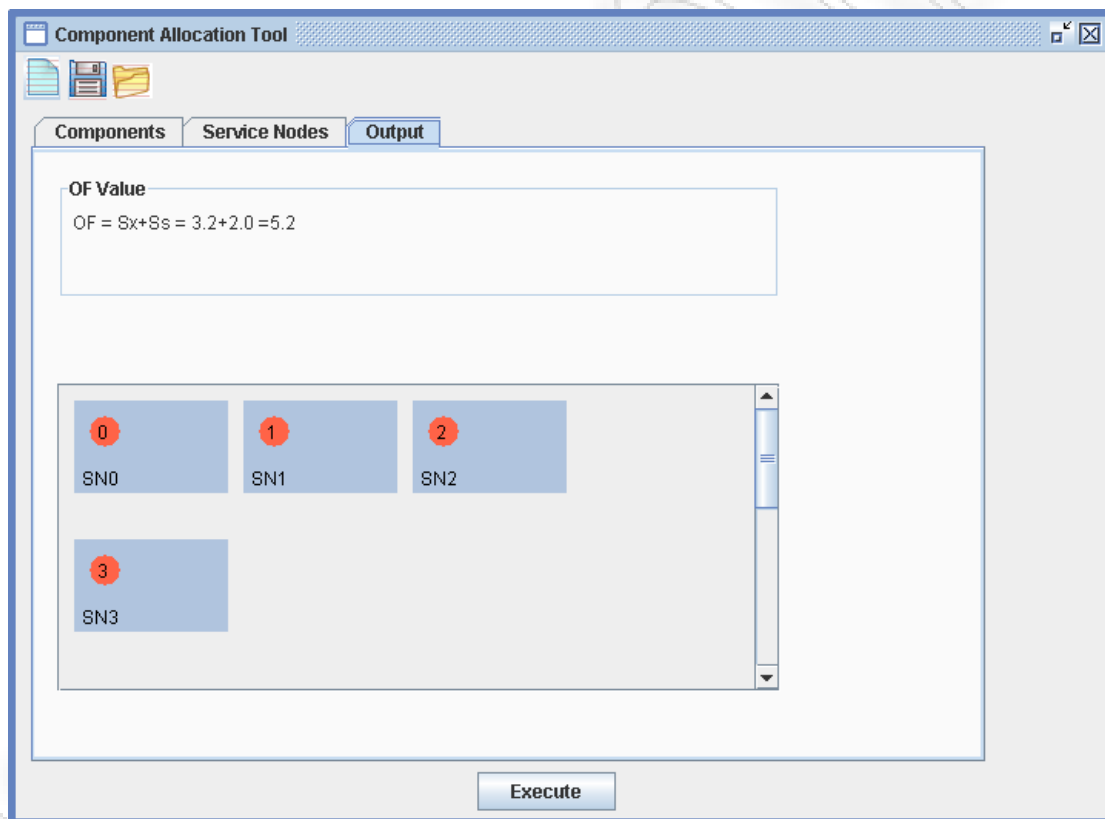 Component Allocation Tool
Components Service Nodes Output
OF Value
OF = Sx+Ss = 3.2+2.0 =5.2
0 1 2
SN0 SN1 SN2
3
SN3
Execute